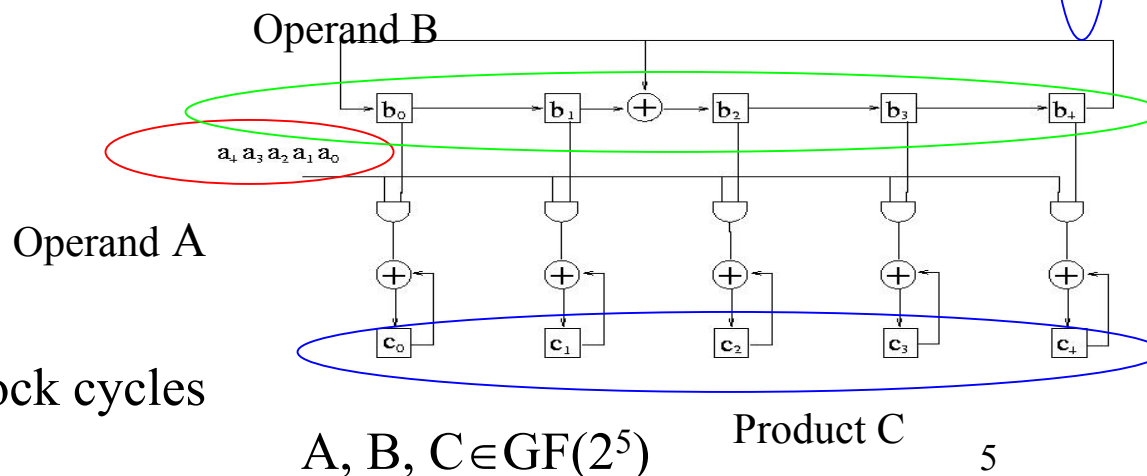 Operand B
b₀ b₁ + b₂ b₃ b₄
a₄ a₃ a₂ a₁ a₀
Operand A
+ + + + +
c₀ c₁ c₂ c₃ c₄
ock cycles
Product C
A, B, C∈GF(2⁵)
5